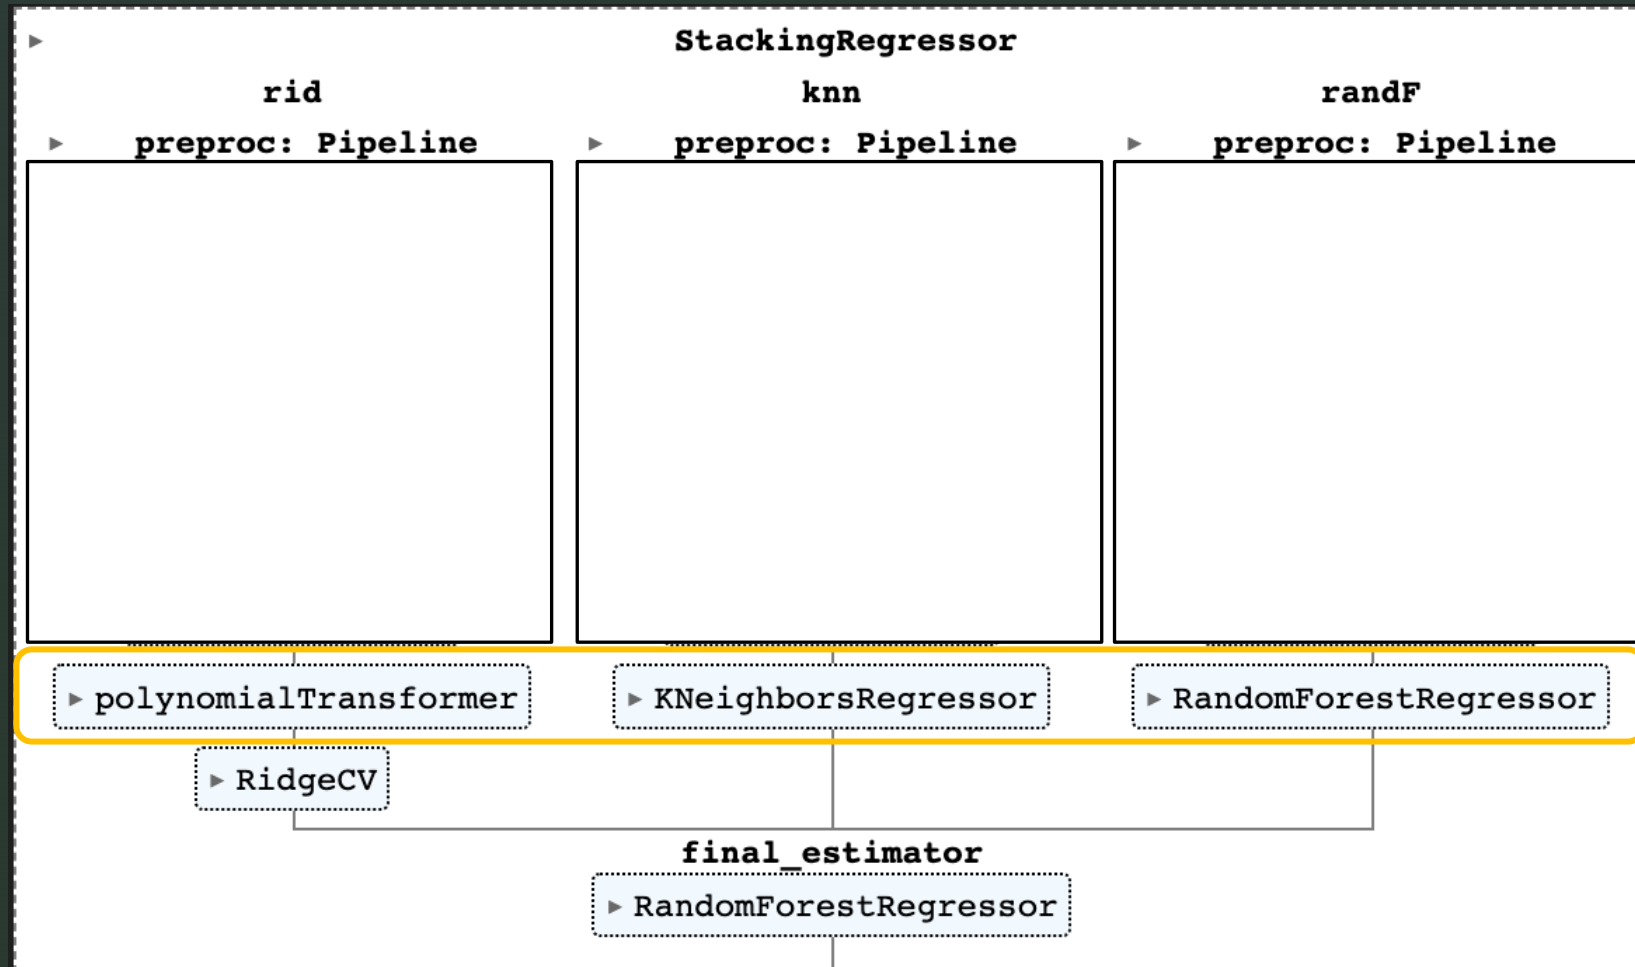 StackingRegressor
rid knn randF
preproc: Pipeline preproc: Pipeline preproc: Pipeline
polynomialTransformer KNeighborsRegressor RandomForestRegressor
RidgeCV
final_estimator
RandomForestRegressor